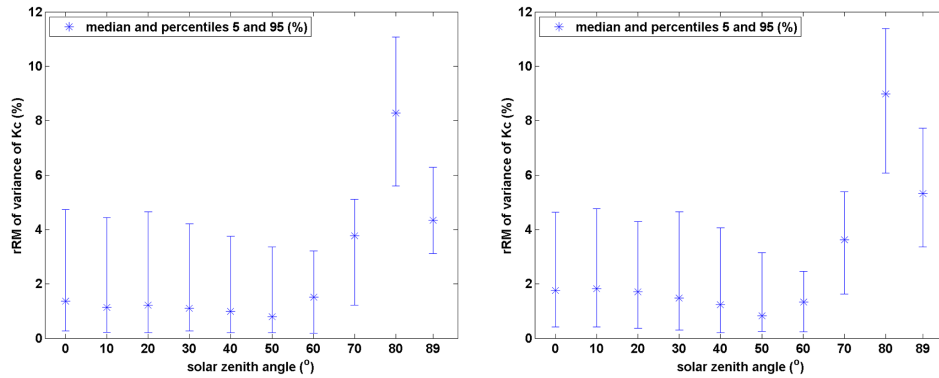 median and percentiles 5 and 95 (%)
rRM of variance of Kc (%)
12
10
8
6
4
2
0
0 10 20 30 40 50 60 70 80 89
solar zenith angle (o)
median and percentiles 5 and 95 (%)
rRM of variance of Kc (%)
12
10
8
6
4
2
0
0 10 20 30 40 50 60 70 80 89
solar zenith angle (o)